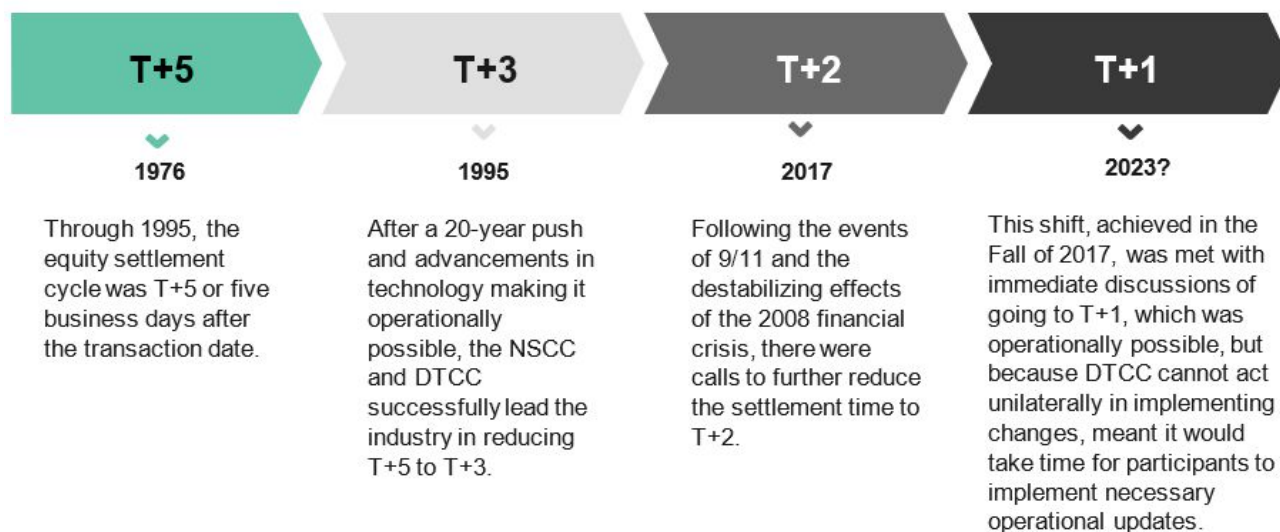 T+5
T+3
T+2
T+1
1976
1995
2017
2023?
Through 1995, the
equity settlement
cycle was T+5 or five
business days after
the transaction date.
After a 20-year push
and advancements in
technology making it
operationally
possible, the NSCC
and DTCC
successfully lead the
industry in reducing
T+5 to T+3.
Following the events
of 9/11 and the
destabilizing effects
of the 2008 financial
crisis, there were
calls to further reduce
the settlement time to
T+2.
This shift, achieved in the
Fall of 2017, was met with
immediate discussions of
going to T+1, which was
operationally possible, but
because DTCC cannot act
unilaterally in implementing
changes, meant it would
take time for participants to
implement necessary
operational updates.